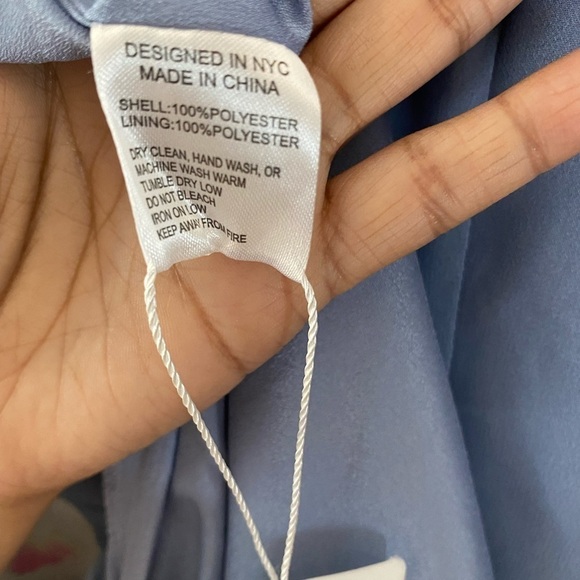 DESIGNED IN NYC
MADE IN CHINA
SHELL:100%POLYESTER
LINING:100%POLYESTER
DRY CLEAN, HAND WASH, OR
MACHINE WASH WARM
TUMBLE DRY LOW
DO NOT BLEACH
IRON ON LOW
KEEP AWAY FROM FIRE